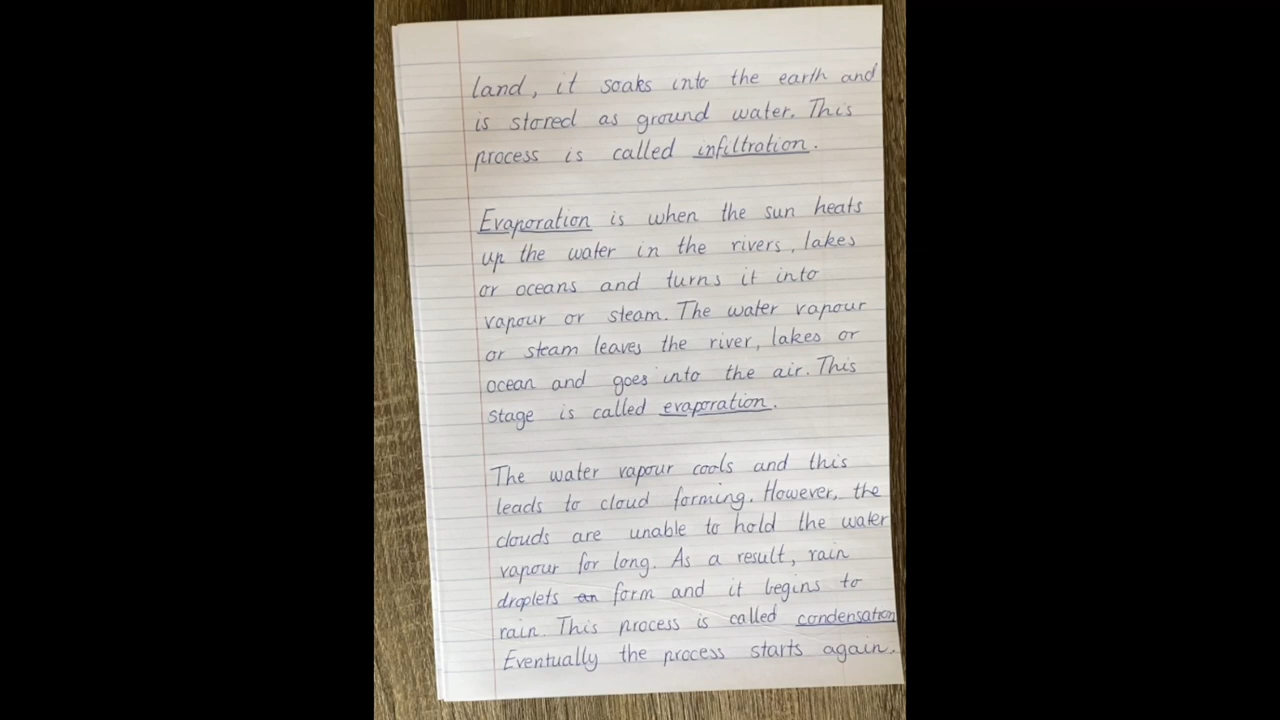 land, it soaks into the earth and
is stored as ground water. This
process is called infiltration.
Evaporation is when the sun heats
up the water in the rivers, lakes
or oceans and turns it into
vapour or steam. The water vapour
or steam leaves the river, lakes or
ocean and goes into the air. This
stage is called evaporation.
The water vapour cools and this
leads to cloud forming. However, the
clouds are unable to hold the water
vapour for long. As a result, rain
droplets an form and it begins to
rain. This process is called condensation
Eventually the process starts again.